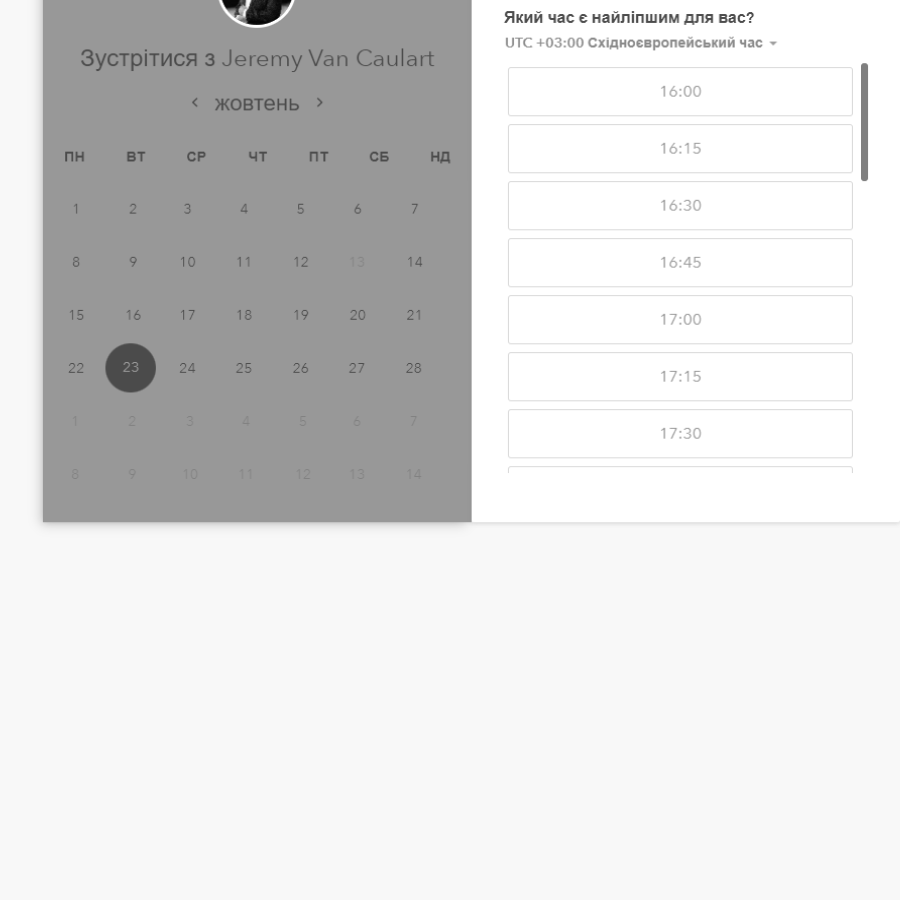 Зустрітися з Jeremy Van Caulart
жовтень
ПН ВТ СР ЧТ ПТ СБ НД
1 2 3 4 5 6 7
8 9 10 11 12 13 14
15 16 17 18 19 20 21
22 23 24 25 26 27 28
1 2 3 4 5 6 7
8 9 10 11 12 13 14
Який час є найліпшим для вас?
UTC +03:00 Східноєвропейський час
16:00
16:15
16:30
16:45
17:00
17:15
17:30